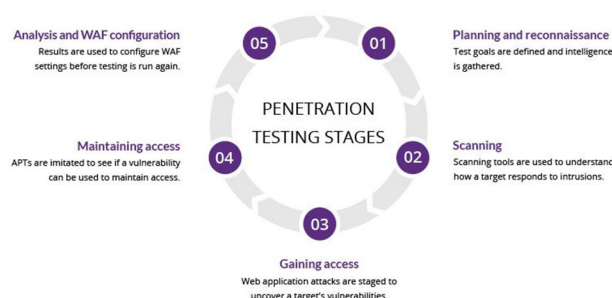 PENETRATION
TESTING STAGES
01
Planning and reconnaissance
Test goals are defined and intelligence
is gathered.
02
Scanning
Scanning tools are used to understand
how a target responds to intrusions.
03
Gaining access
Web application attacks are staged to
uncover a target's vulnerabilities.
04
Maintaining access
APTs are imitated to see if a vulnerability
can be used to maintain access.
05
Analysis and WAF configuration
Results are used to configure WAF
settings before testing is run again.